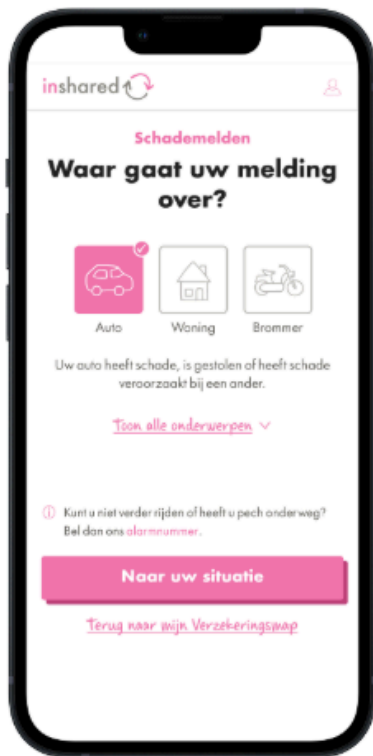 inshared
Schademelden
Waar gaat uw melding
over?
Auto Woning Brommer
Uw auto heeft schade, is gestolen of heeft schade
veroorzaakt bij een ander.
Toon alle onderwerpen
Kunt u niet verder rijden of heeft u pech onderweg?
Bel dan ons alarmnummer.
Naar uw situatie
Terug naar mijn Verzekeringsmap